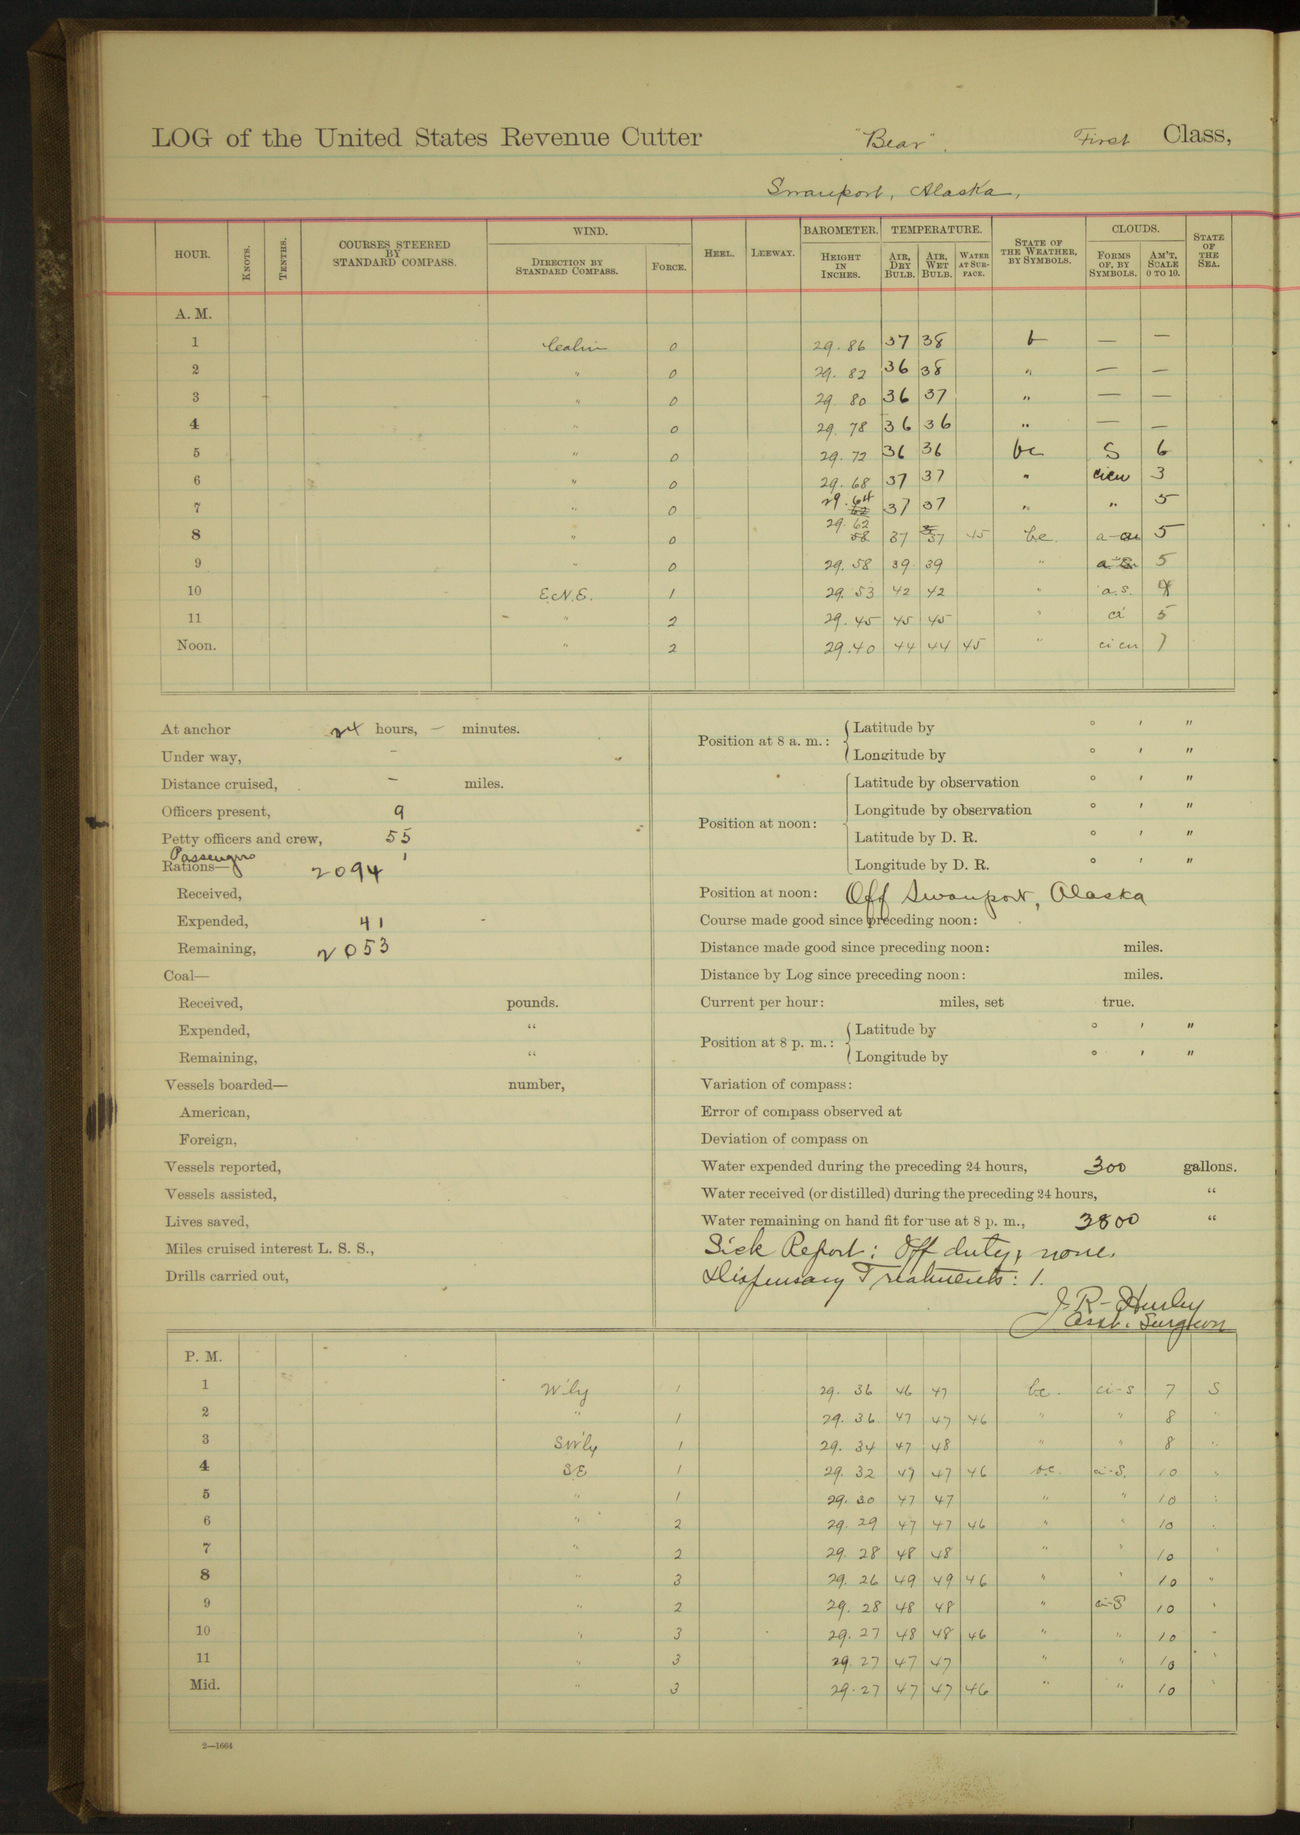 LOG of the United States Revenue Cutter "Bear". First Class,
Swanport, Alaska,
HOUR. KNOTS. TENTHS. COURSES STEERED BY STANDARD COMPASS. WIND. DIRECTION BY STANDARD COMPASS. FORCE. HEEL. LEEWAY. BAROMETER. HEIGHT IN INCHES. TEMPERATURE. AIR, DRY BULB. AIR, WET BULB. WATER AT SURFACE. STATE OF THE WEATHER, BY SYMBOLS. CLOUDS. FORMS OF, BY SYMBOLS. AM'T, SCALE 0 TO 10. STATE OF THE SEA.
A. M.
1 Calm 0 29.86 37 38 b — —
2 " 0 29.82 36 38 " — —
3 " 0 29.80 36 37 " — —
4 " 0 29.78 36 36 " — —
5 " 0 29.72 36 36 bc S 6
6 " 0 29.68 37 37 " cicu 3
7 " 0 29.64 37 37 " " 5
8 " 0 29.62 37 37 45 bc. a-cu 5
9 " 0 29.58 39 39 " 5
10 E.N.E. 1 29.53 42 42 " a.s.
11 " 2 29.45 45 45 " ci 5
Noon. " 2 29.40 44 44 45 " ci cu 7
At anchor 24 hours, — minutes.
Under way, –
Distance cruised, – miles.
Officers present, 9
Petty officers and crew, 55
Passengers 1
Rations— 2094
Received,
Expended, 41
Remaining, 2053
Coal—
Received, pounds.
Expended, "
Remaining, "
Vessels boarded— number,
American,
Foreign,
Vessels reported,
Vessels assisted,
Lives saved,
Miles cruised interest L. S. S.,
Drills carried out,
Position at 8 a. m.: Latitude by ° ' "
Longitude by ° ' "
Position at noon: Latitude by observation ° ' "
Longitude by observation ° ' "
Latitude by D. R. ° ' "
Longitude by D. R. ° ' "
Position at noon: Off Swanport, Alaska
Course made good since preceding noon:
Distance made good since preceding noon: miles.
Distance by Log since preceding noon: miles.
Current per hour: miles, set true.
Position at 8 p. m.: Latitude by ° ' "
Longitude by ° ' "
Variation of compass:
Error of compass observed at
Deviation of compass on
Water expended during the preceding 24 hours, 300 gallons.
Water received (or distilled) during the preceding 24 hours, "
Water remaining on hand fit for use at 8 p. m., 3800 "
Sick Report: Off duty, none.
Dispensary Treatments: 1.
J. R. Hurley
Asst. Surgeon
P. M.
1 W'ly 1 29.36 46 47 bc. ci-s 7 S
2 " 1 29.36 47 47 46 " " 8 "
3 SW'ly 1 29.34 47 48 " " 8 "
4 SE 1 29.32 47 47 46 o.c. ci-S. 10 "
5 " 1 29.30 47 47 " " 10 "
6 " 2 29.29 47 47 46 " " 10 "
7 " 2 29.28 48 48 " " 10 "
8 " 3 29.26 49 49 46 " " 10 "
9 " 2 29.28 48 48 " ci-S 10 "
10 " 3 29.27 48 48 46 " " 10 "
11 " 3 29.27 47 47 " " 10 "
Mid. " 3 29.27 47 47 46 " " 10 "
2—1664